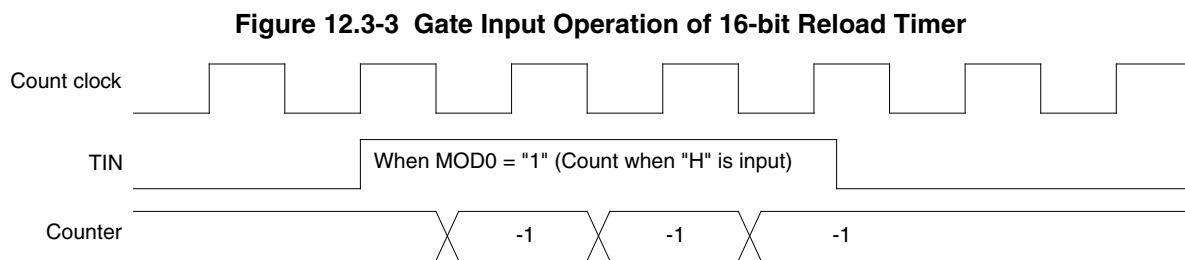 Figure 12.3-3 Gate Input Operation of 16-bit Reload Timer
Count clock
TIN
When MOD0 = "1" (Count when "H" is input)
Counter
-1 -1 -1